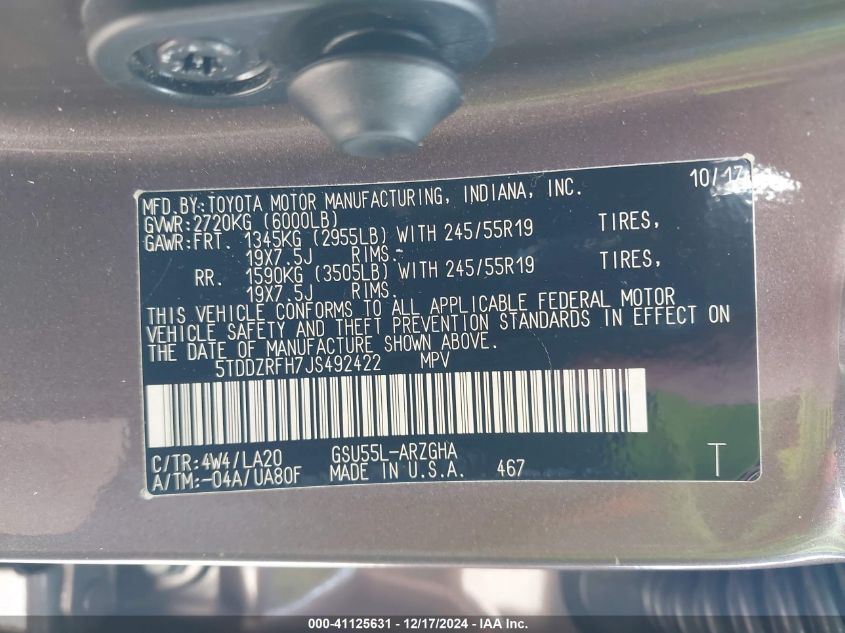 MFD.BY:TOYOTA MOTOR MANUFACTURING, INDIANA, INC. 10/17
GVWR:2720KG (6000LB)
GAWR:FRT. 1345KG (2955LB) WITH 245/55R19 TIRES,
19X7.5J RIMS.
RR. 1590KG (3505LB) WITH 245/55R19 TIRES,
19X7.5J RIMS.
THIS VEHICLE CONFORMS TO ALL APPLICABLE FEDERAL MOTOR
VEHICLE SAFETY AND THEFT PREVENTION STANDARDS IN EFFECT ON
THE DATE OF MANUFACTURE SHOWN ABOVE.
5TDDZRFH7JS492422 MPV
C/TR:4W4/LA20 GSU55L-ARZGHA T
A/TM:-04A/UA80F MADE IN U.S.A. 467
000-41125631 - 12/17/2024 - IAA Inc.